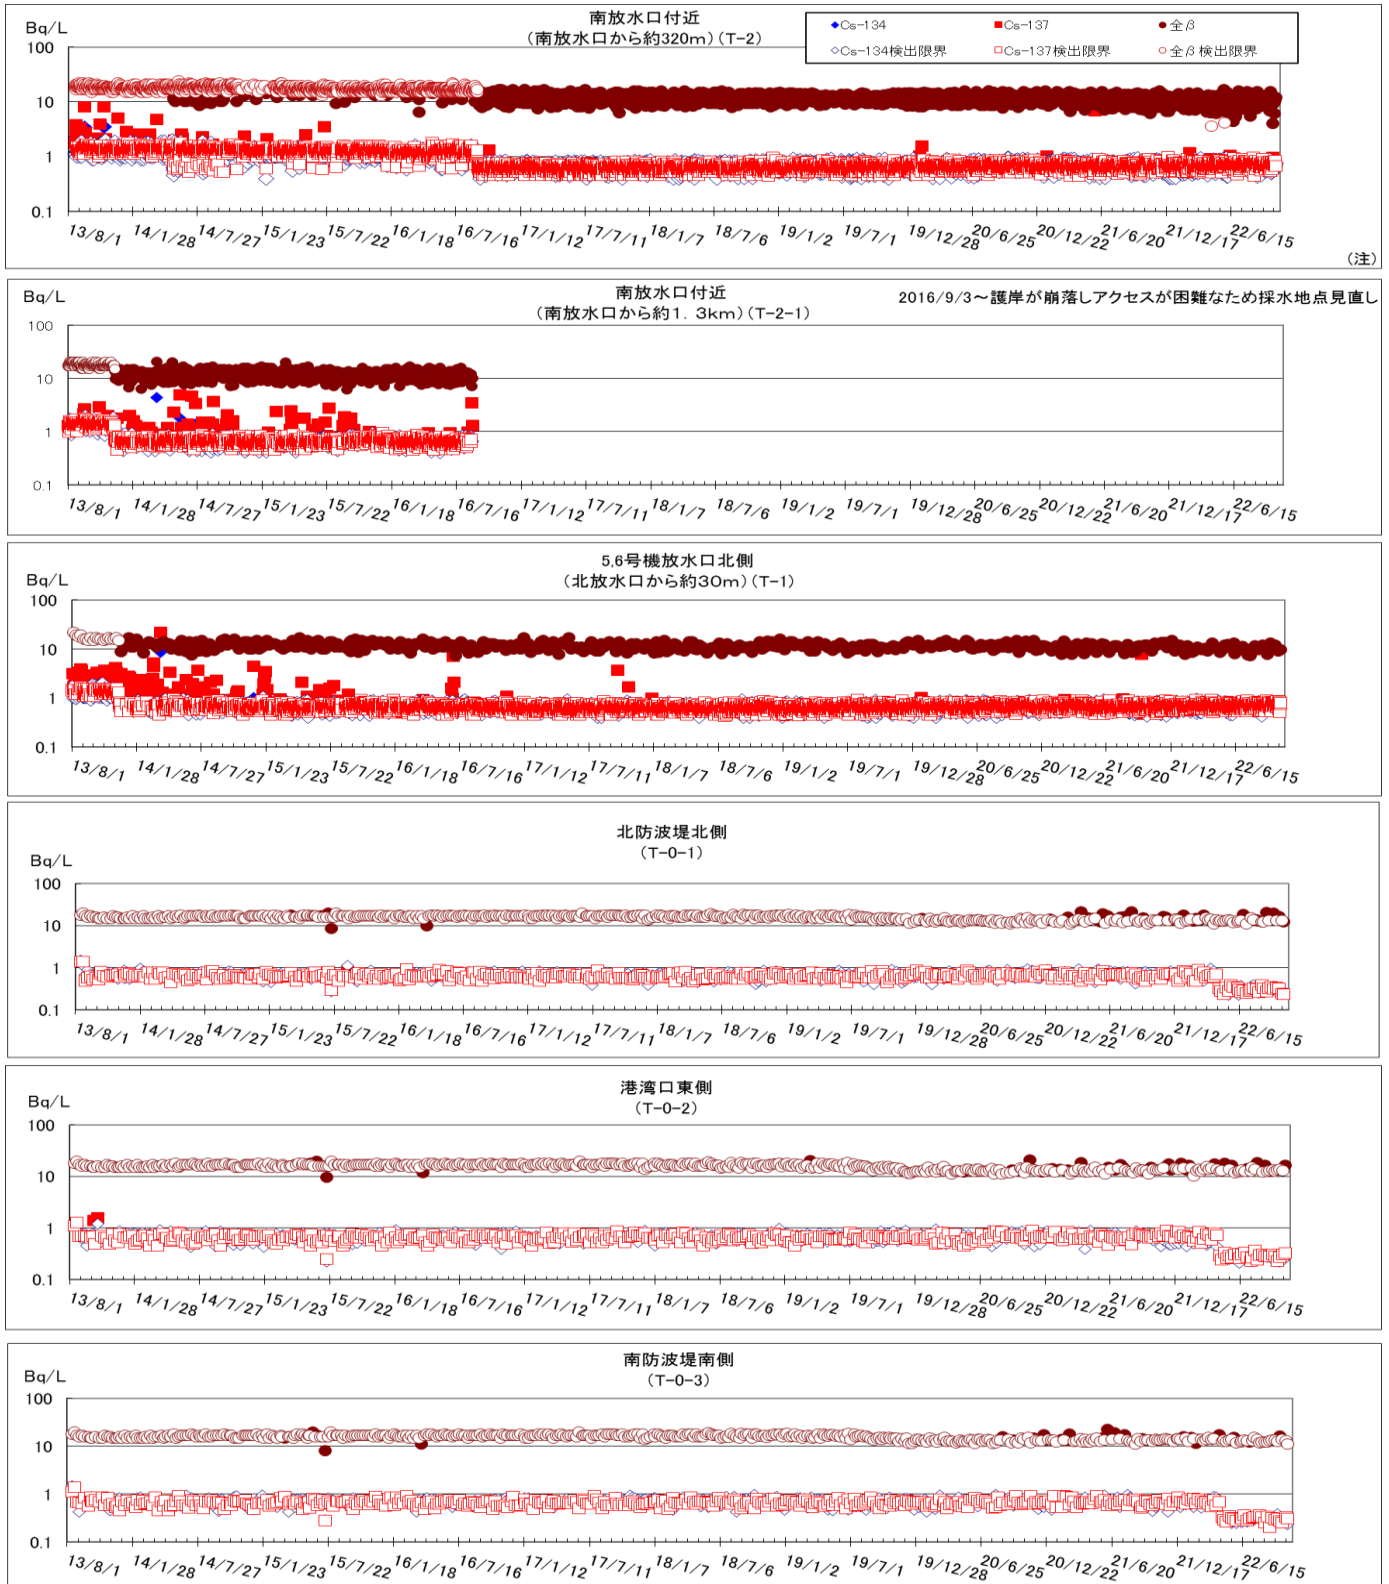 Bq/L
南放水口付近
(南放水口から約320m)(T-2)
Cs-134 Cs-137 全β
Cs-134検出限界 Cs-137検出限界 全β 検出限界
100
10
1
0.1
13/8/1 14/1/28 14/7/27 15/1/23 15/7/22 16/1/18 16/7/16 17/1/12 17/7/11 18/1/7 18/7/6 19/1/2 19/7/1 19/12/28 20/6/25 20/12/22 21/6/20 21/12/17 22/6/15
(注)
Bq/L
南放水口付近
(南放水口から約1.3km)(T-2-1)
2016/9/3～護岸が崩落しアクセスが困難なため採水地点見直し
100
10
1
0.1
13/8/1 14/1/28 14/7/27 15/1/23 15/7/22 16/1/18 16/7/16 17/1/12 17/7/11 18/1/7 18/7/6 19/1/2 19/7/1 19/12/28 20/6/25 20/12/22 21/6/20 21/12/17 22/6/15
5,6号機放水口北側
Bq/L
(北放水口から約30m)(T-1)
100
10
1
0.1
13/8/1 14/1/28 14/7/27 15/1/23 15/7/22 16/1/18 16/7/16 17/1/12 17/7/11 18/1/7 18/7/6 19/1/2 19/7/1 19/12/28 20/6/25 20/12/22 21/6/20 21/12/17 22/6/15
北防波堤北側
(T-0-1)
Bq/L
100
10
1
0.1
13/8/1 14/1/28 14/7/27 15/1/23 15/7/22 16/1/18 16/7/16 17/1/12 17/7/11 18/1/7 18/7/6 19/1/2 19/7/1 19/12/28 20/6/25 20/12/22 21/6/20 21/12/17 22/6/15
港湾口東側
Bq/L
(T-0-2)
100
10
1
0.1
13/8/1 14/1/28 14/7/27 15/1/23 15/7/22 16/1/18 16/7/16 17/1/12 17/7/11 18/1/7 18/7/6 19/1/2 19/7/1 19/12/28 20/6/25 20/12/22 21/6/20 21/12/17 22/6/15
南防波堤南側
Bq/L
(T-0-3)
100
10
1
0.1
13/8/1 14/1/28 14/7/27 15/1/23 15/7/22 16/1/18 16/7/16 17/1/12 17/7/11 18/1/7 18/7/6 19/1/2 19/7/1 19/12/28 20/6/25 20/12/22 21/6/20 21/12/17 22/6/15